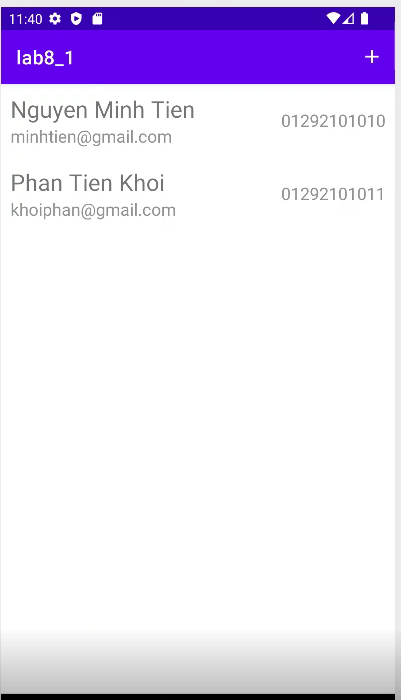 11:40
lab8_1 +
Nguyen Minh Tien
minhtien@gmail.com
01292101010
Phan Tien Khoi
khoiphan@gmail.com
01292101011